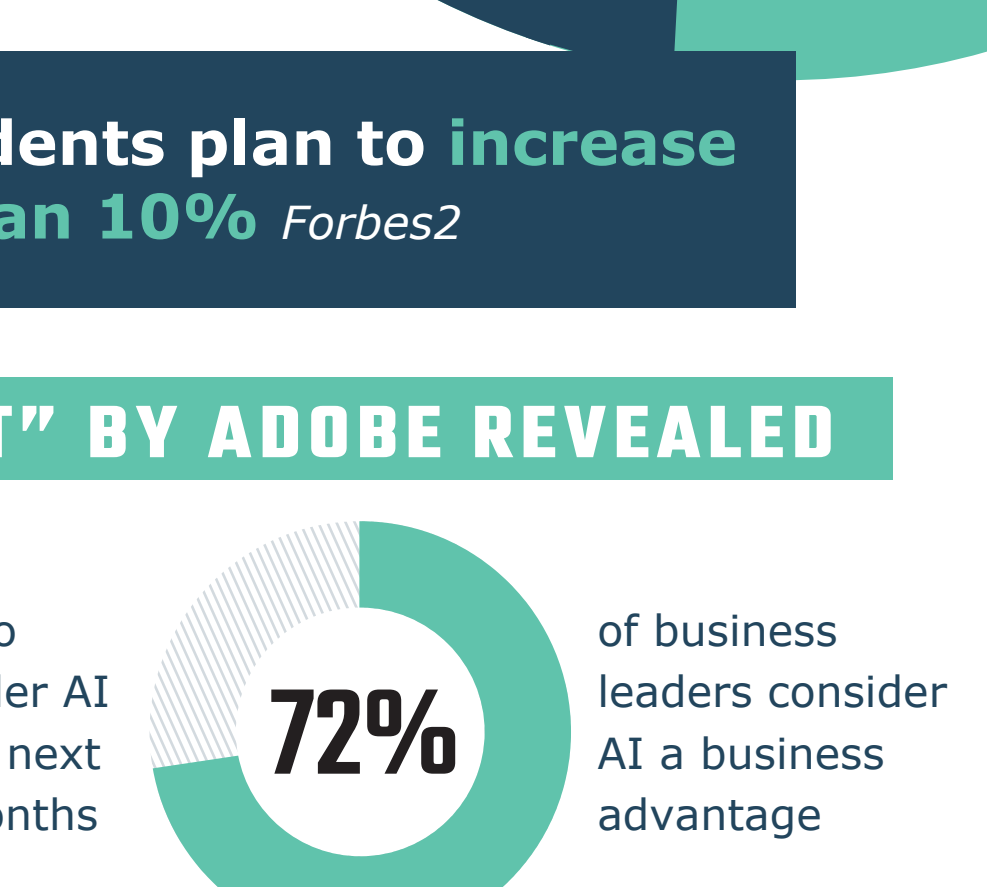 dents plan to increase
an 10% Forbes2
T” BY ADOBE REVEALED
o
der AI
next
onths
72%
of business
leaders consider
AI a business
advantage